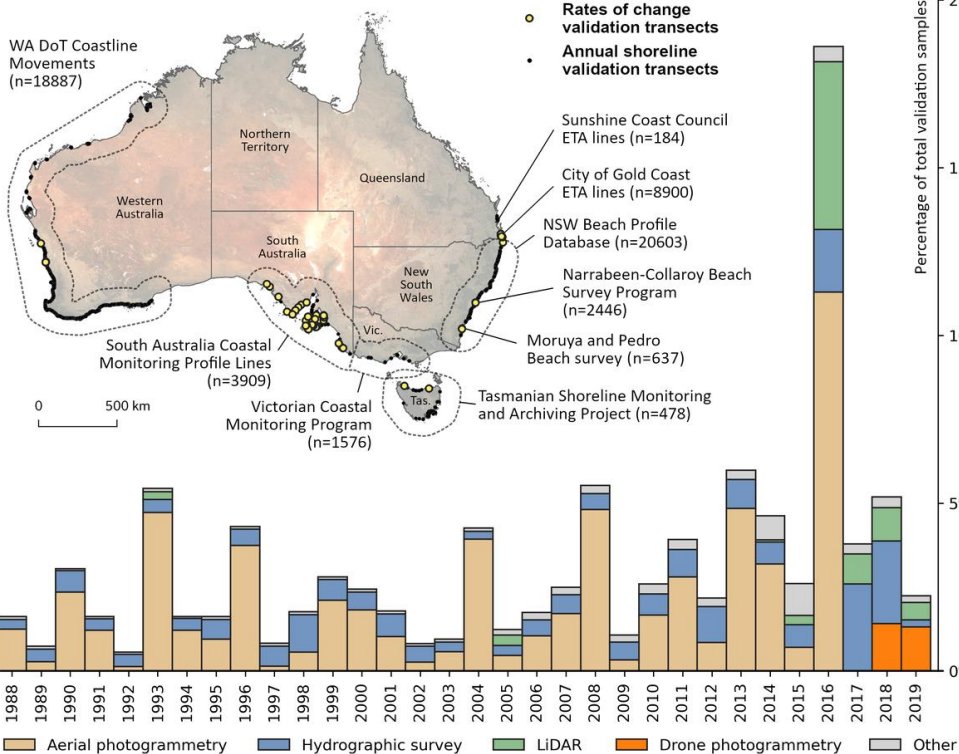 Rates of change
validation transects
Annual shoreline
validation transects
WA DoT Coastline
Movements
(n=18887)
Northern
Territory
Queensland
Western
Australia
South
Australia
New
South
Wales
Vic.
Tas.
Sunshine Coast Council
ETA lines (n=184)
City of Gold Coast
ETA lines (n=8900)
NSW Beach Profile
Database (n=20603)
Narrabeen-Collaroy Beach
Survey Program
(n=2446)
Moruya and Pedro
Beach survey (n=637)
South Australia Coastal
Monitoring Profile Lines
(n=3909)
Victorian Coastal
Monitoring Program
(n=1576)
Tasmanian Shoreline Monitoring
and Archiving Project (n=478)
0 500 km
Percentage of total validation samples
2
1
1
5
0
1988 1989 1990 1991 1992 1993 1994 1995 1996 1997 1998 1999 2000 2001 2002 2003 2004 2005 2006 2007 2008 2009 2010 2011 2012 2013 2014 2015 2016 2017 2018 2019
Aerial photogrammetry Hydrographic survey LiDAR Drone photogrammetry Other